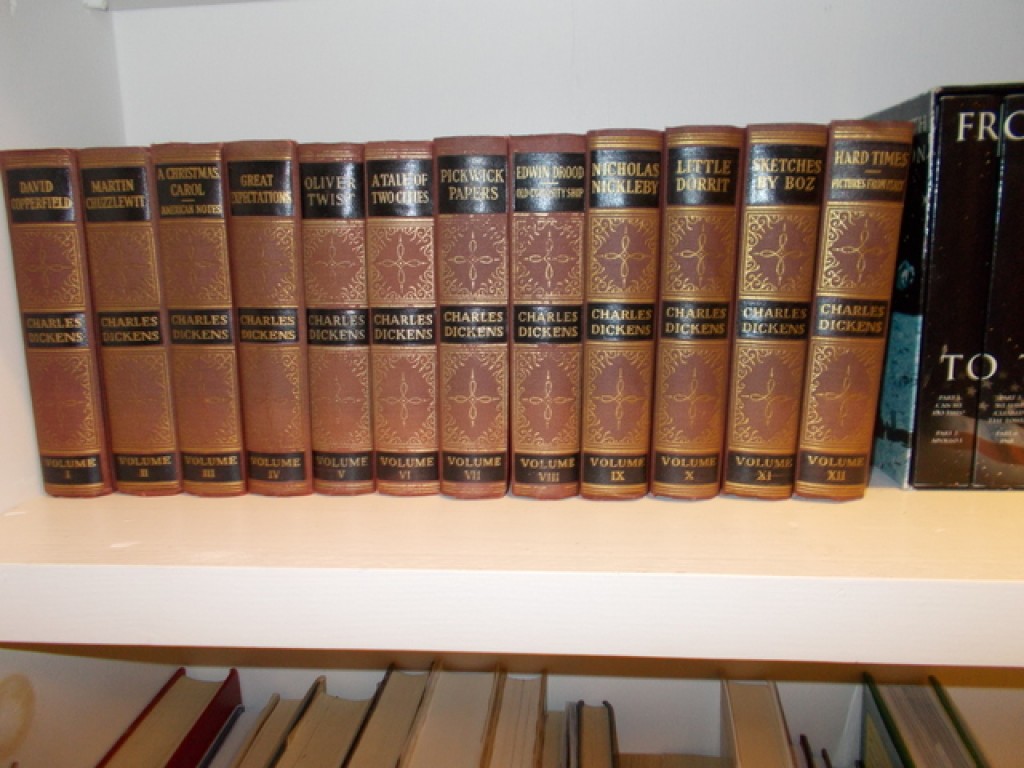 DAVID
COPPERFIELD
CHARLES
DICKENS
VOLUME
I
MARTIN
CHUZZLEWIT
CHARLES
DICKENS
VOLUME
II
A CHRISTMAS
CAROL
AMERICAN NOTES
CHARLES
DICKENS
VOLUME
III
GREAT
EXPECTATIONS
CHARLES
DICKENS
VOLUME
IV
OLIVER
TWIST
CHARLES
DICKENS
VOLUME
V
A TALE OF
TWO CITIES
CHARLES
DICKENS
VOLUME
VI
PICKWICK
PAPERS
CHARLES
DICKENS
VOLUME
VII
EDWIN DROOD
OLD CURIOSITY SHOP
CHARLES
DICKENS
VOLUME
VIII
NICHOLAS
NICKLEBY
CHARLES
DICKENS
VOLUME
IX
LITTLE
DORRIT
CHARLES
DICKENS
VOLUME
X
SKETCHES
BY BOZ
CHARLES
DICKENS
VOLUME
XI
HARD TIMES
PICTURES FROM ITALY
CHARLES
DICKENS
VOLUME
XII
FRO
TO